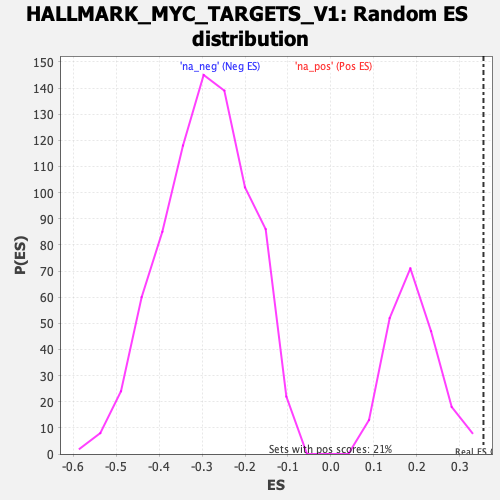 HALLMARK_MYC_TARGETS_V1: Random ES
distribution
'na_neg' (Neg ES) 'na_pos' (Pos ES)
150
140
130
120
110
100
90
80
70
60
50
40
30
20
10
0
P(ES)
Sets with pos scores: 21%
Real ES
-0.6 -0.5 -0.4 -0.3 -0.2 -0.1 0.0 0.1 0.2 0.3
ES